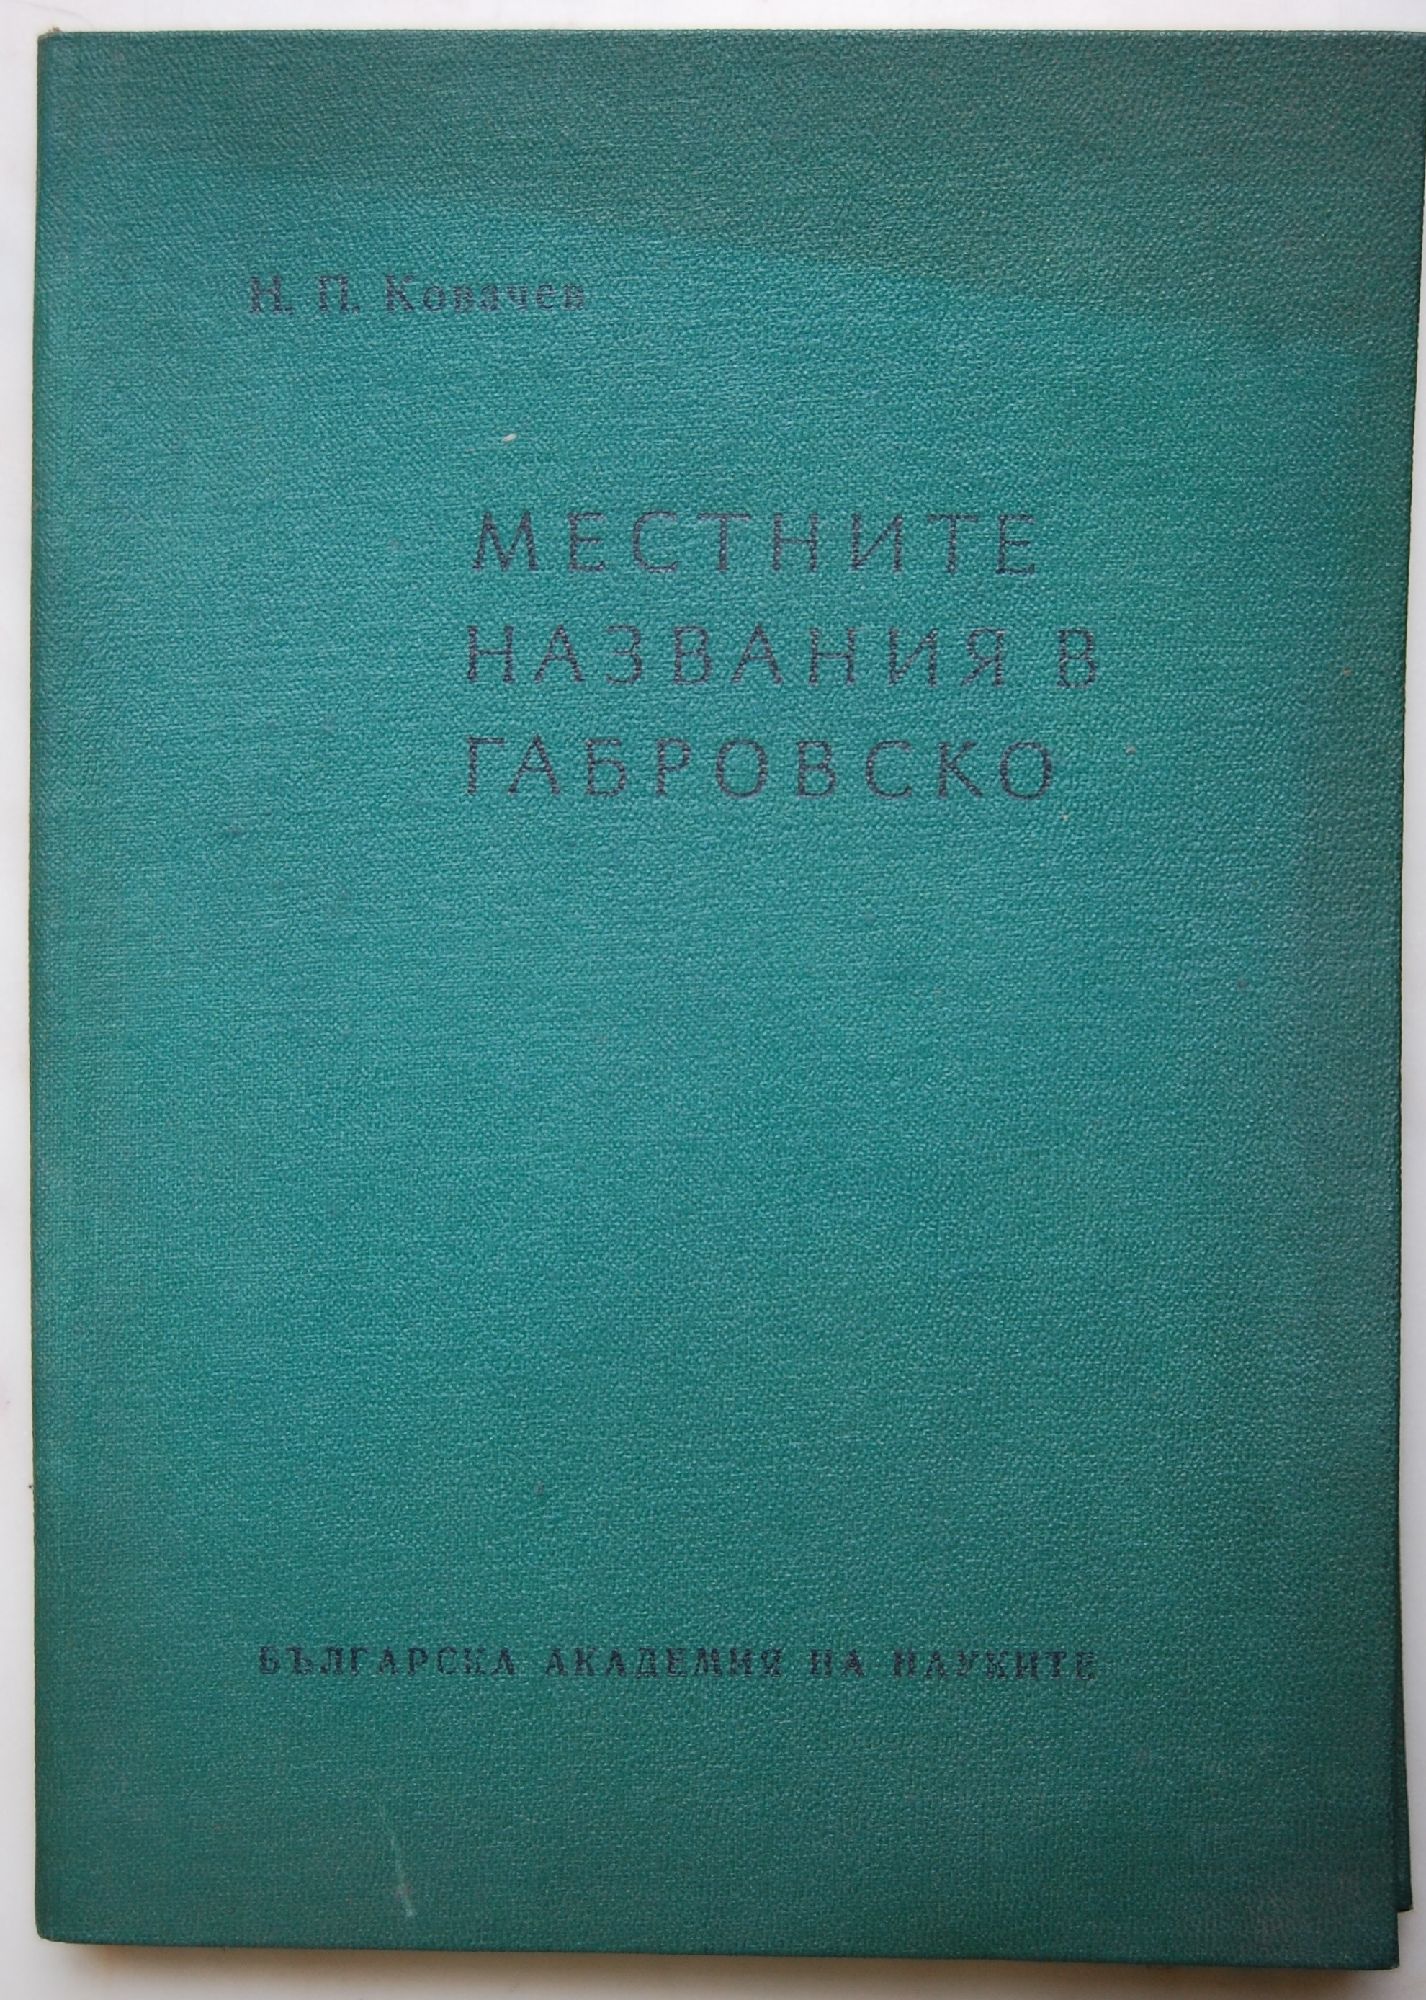 Н. П. Ковачев
МЕСТНИТЕ
НАЗВАНИЯ В
ГАБРОВСКО
БЪЛГАРСКА АКАДЕМИЯ НА НАУКИТЕ